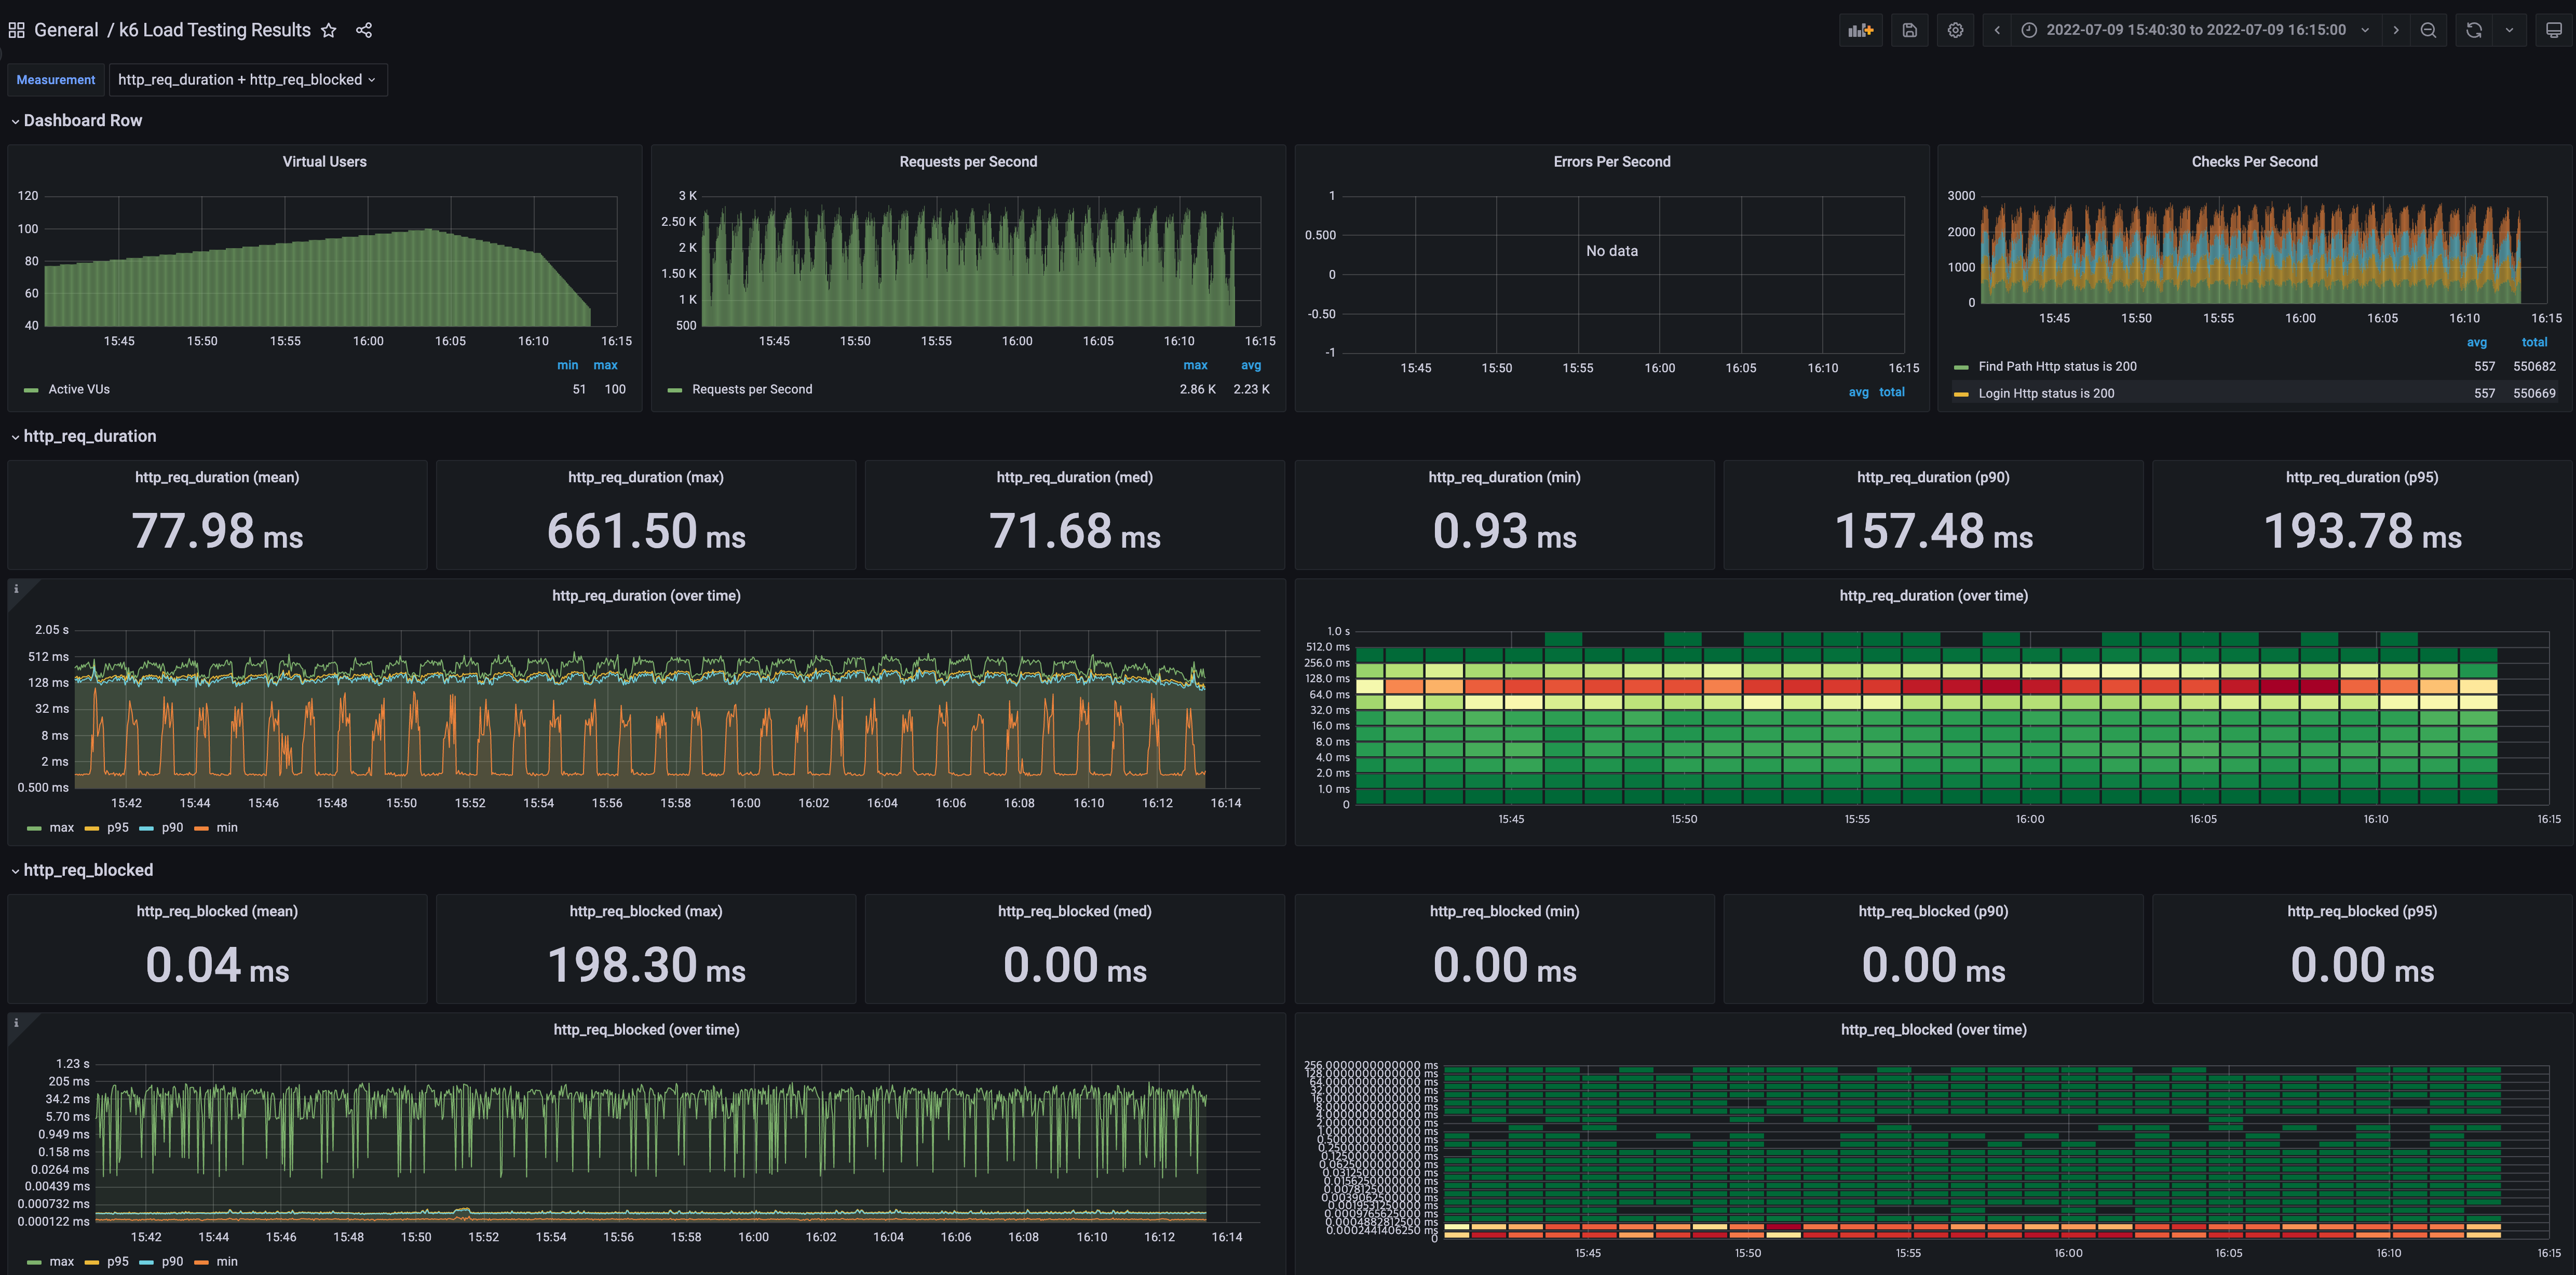 General / k6 Load Testing Results
2022-07-09 15:40:30 to 2022-07-09 16:15:00
Measurement http_req_duration + http_req_blocked
Dashboard Row
Virtual Users
120
100
80
60
40
15:45 15:50 15:55 16:00 16:05 16:10 16:15
min max
Active VUs 51 100
Requests per Second
3 K
2.50 K
2 K
1.50 K
1 K
500
15:45 15:50 15:55 16:00 16:05 16:10 16:15
max avg
Requests per Second 2.86 K 2.23 K
Errors Per Second
1
0.500
0
-0.50
-1
No data
15:45 15:50 15:55 16:00 16:05 16:10 16:15
avg total
Checks Per Second
3000
2000
1000
0
15:45 15:50 15:55 16:00 16:05 16:10 16:15
avg total
Find Path Http status is 200 557 550682
Login Http status is 200 557 550669
http_req_duration
http_req_duration (mean)
77.98 ms
http_req_duration (max)
661.50 ms
http_req_duration (med)
71.68 ms
http_req_duration (min)
0.93 ms
http_req_duration (p90)
157.48 ms
http_req_duration (p95)
193.78 ms
http_req_duration (over time)
2.05 s
512 ms
128 ms
32 ms
8 ms
2 ms
0.500 ms
15:42 15:44 15:46 15:48 15:50 15:52 15:54 15:56 15:58 16:00 16:02 16:04 16:06 16:08 16:10 16:12 16:14
max p95 p90 min
http_req_duration (over time)
1.0 s
512.0 ms
256.0 ms
128.0 ms
64.0 ms
32.0 ms
16.0 ms
8.0 ms
4.0 ms
2.0 ms
1.0 ms
0
15:45 15:50 15:55 16:00 16:05 16:10 16:15
http_req_blocked
http_req_blocked (mean)
0.04 ms
http_req_blocked (max)
198.30 ms
http_req_blocked (med)
0.00 ms
http_req_blocked (min)
0.00 ms
http_req_blocked (p90)
0.00 ms
http_req_blocked (p95)
0.00 ms
http_req_blocked (over time)
1.23 s
205 ms
34.2 ms
5.70 ms
0.949 ms
0.158 ms
0.0264 ms
0.00439 ms
0.000732 ms
0.000122 ms
15:42 15:44 15:46 15:48 15:50 15:52 15:54 15:56 15:58 16:00 16:02 16:04 16:06 16:08 16:10 16:12 16:14
max p95 p90 min
http_req_blocked (over time)
0
15:45 15:50 15:55 16:00 16:05 16:10 16:15